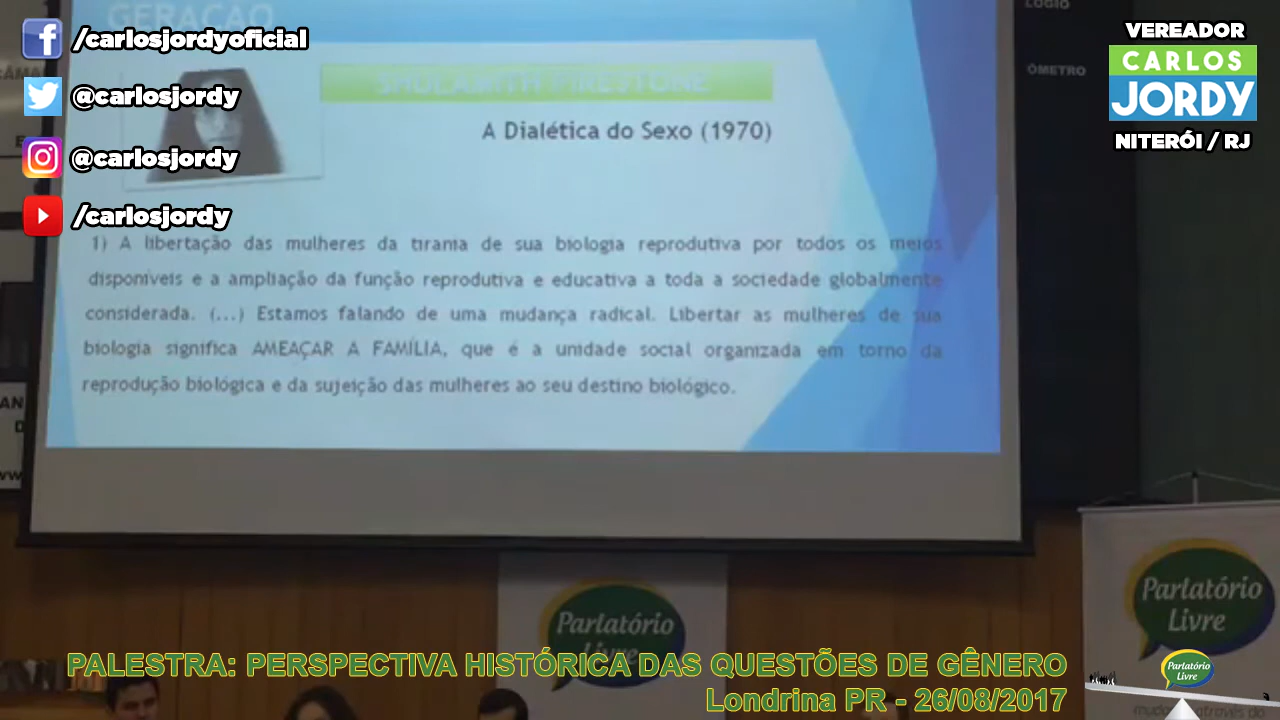 GERAÇÃO
/carlosjordyoficial
@carlosjordy
@carlosjordy
/carlosjordy
VEREADOR
CARLOS
JORDY
NITERÓI / RJ
ÓMETRO
SHULAMITH FIRESTONE
A Dialética do Sexo (1970)
1) A libertação das mulheres da tirania de sua biologia reprodutiva por todos os meios
disponíveis e a ampliação da função reprodutiva e educativa a toda a sociedade globalmente
considerada. (...) Estamos falando de uma mudança radical. Libertar as mulheres de sua
biologia significa AMEAÇAR A FAMÍLIA, que é a unidade social organizada em torno da
reprodução biológica e da sujeição das mulheres ao seu destino biológico.
Parlatório
Livre
Parlatório
Livre
PALESTRA: PERSPECTIVA HISTÓRICA DAS QUESTÕES DE GÊNERO
Londrina PR - 26/08/2017
Parlatório
Livre